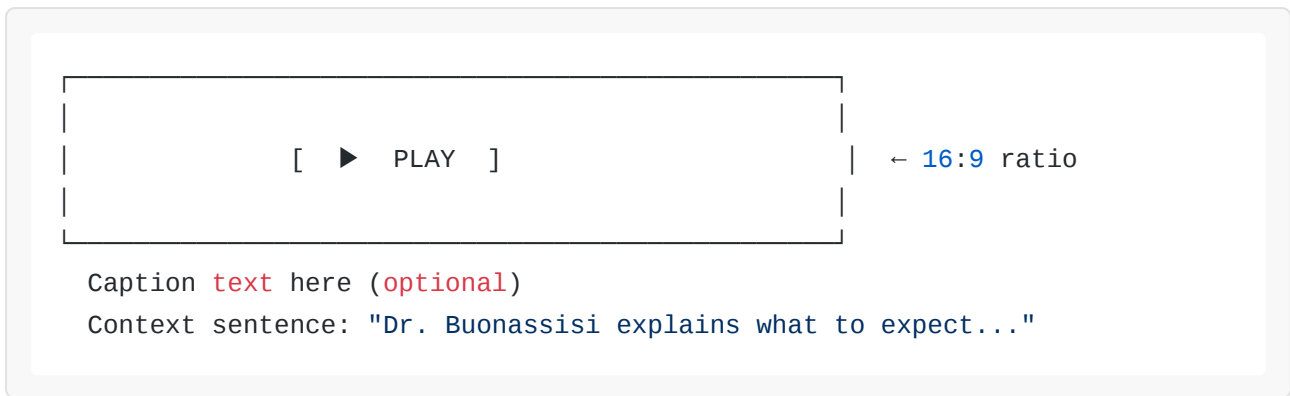 [ ▶ PLAY ] ← 16:9 ratio
Caption text here (optional)
Context sentence: "Dr. Buonassisi explains what to expect..."